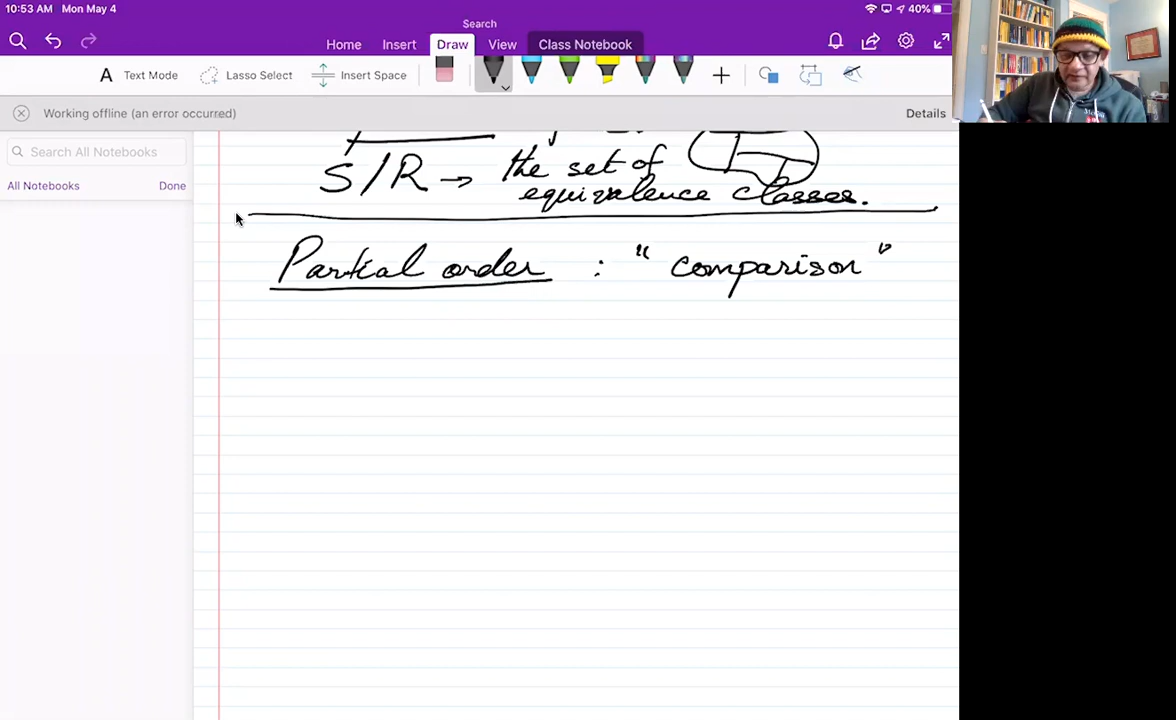 10:53 AM Mon May 4
40%
Search
Home Insert Draw View Class Notebook
Text Mode Lasso Select Insert Space
Working offline (an error occurred) Details
Search All Notebooks
All Notebooks Done
S/R → the set of
equivalence classes.
Partial order : " comparison "